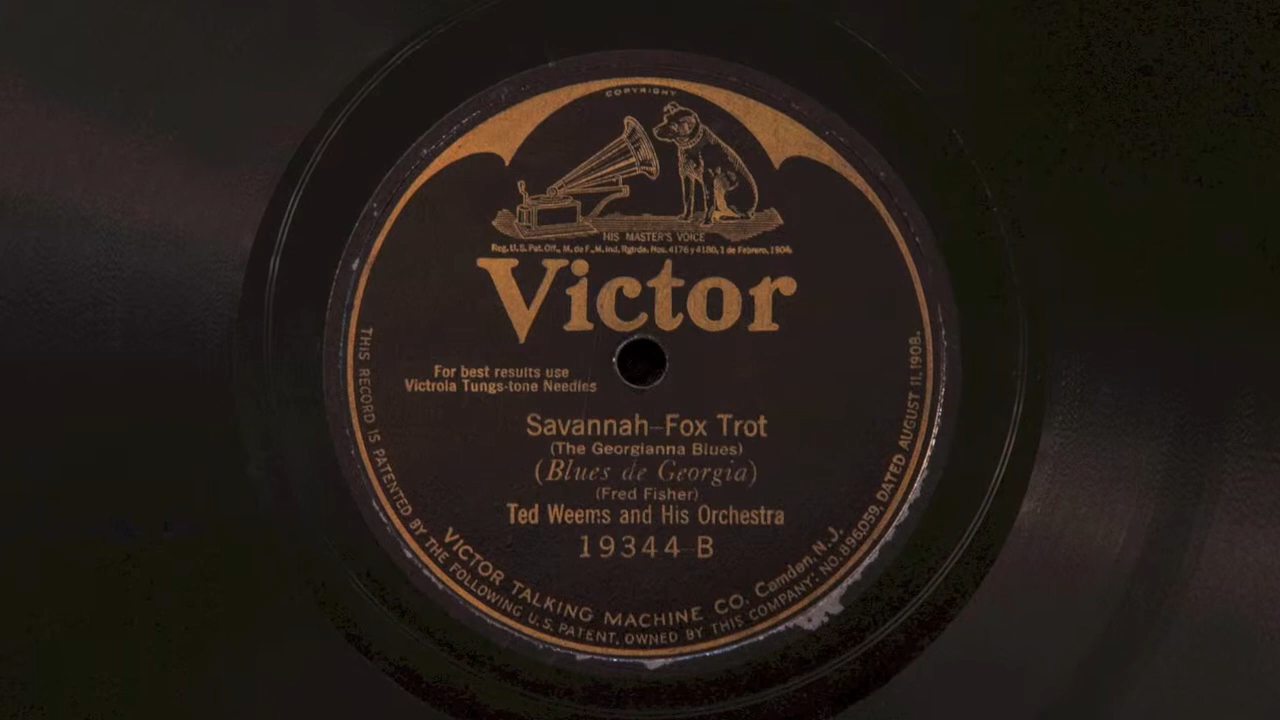 COPYRIGHT
HIS MASTER'S VOICE
Reg. U.S. Pat. Off., M. de F., M. Ind. Rgtrda. Nos. 4176 y 4180, 1 de Febrero, 1908.
Victor
For best results use
Victrola Tungs-tone Needles
Savannah-Fox Trot
(The Georgianna Blues)
(Blues de Georgia)
(Fred Fisher)
Ted Weems and His Orchestra
19344-B
VICTOR TALKING MACHINE CO. Camden, N.J.
THIS RECORD IS PATENTED BY THE FOLLOWING U.S. PATENT, OWNED BY THIS COMPANY: NO. 896,059, DATED AUGUST 11, 1908.